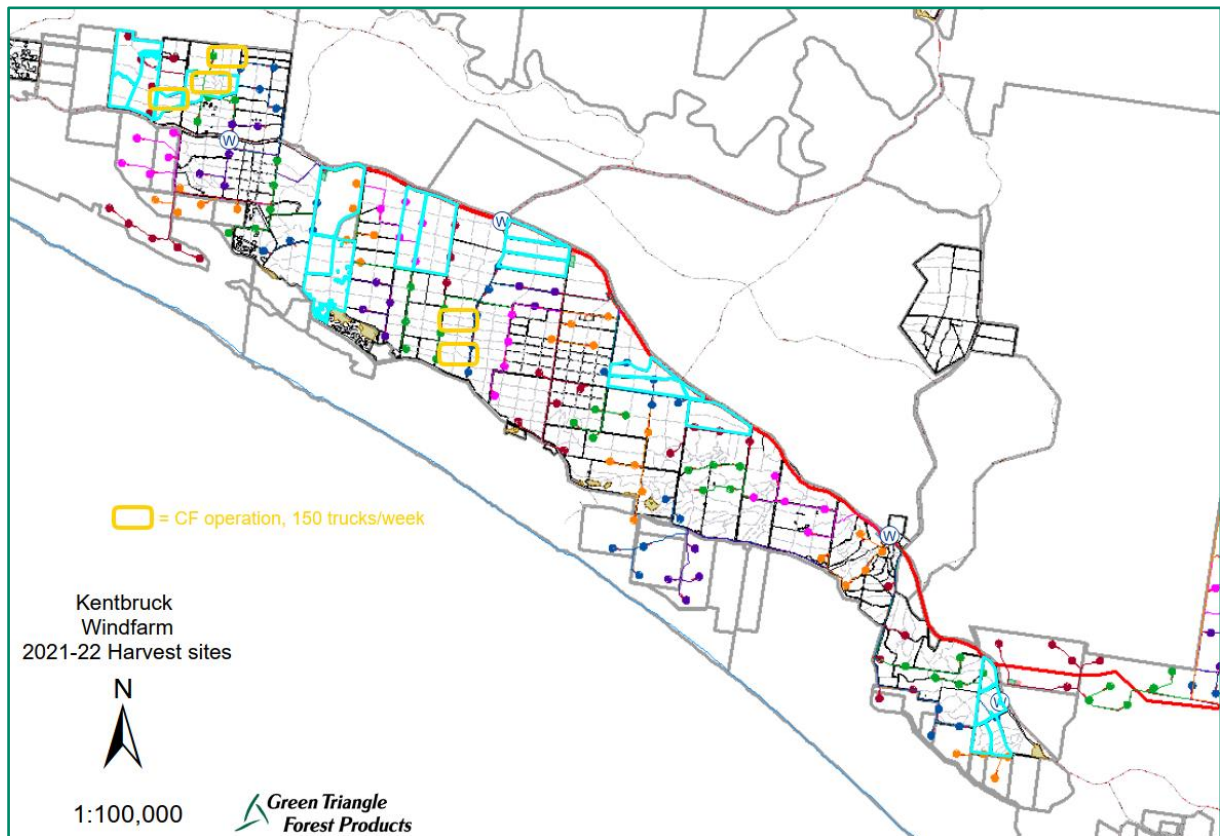 W
W
= CF operation, 150 trucks/week
W
Kentbruck
Windfarm
2021-22 Harvest sites
N
W
1:100,000
Green Triangle
Forest Products